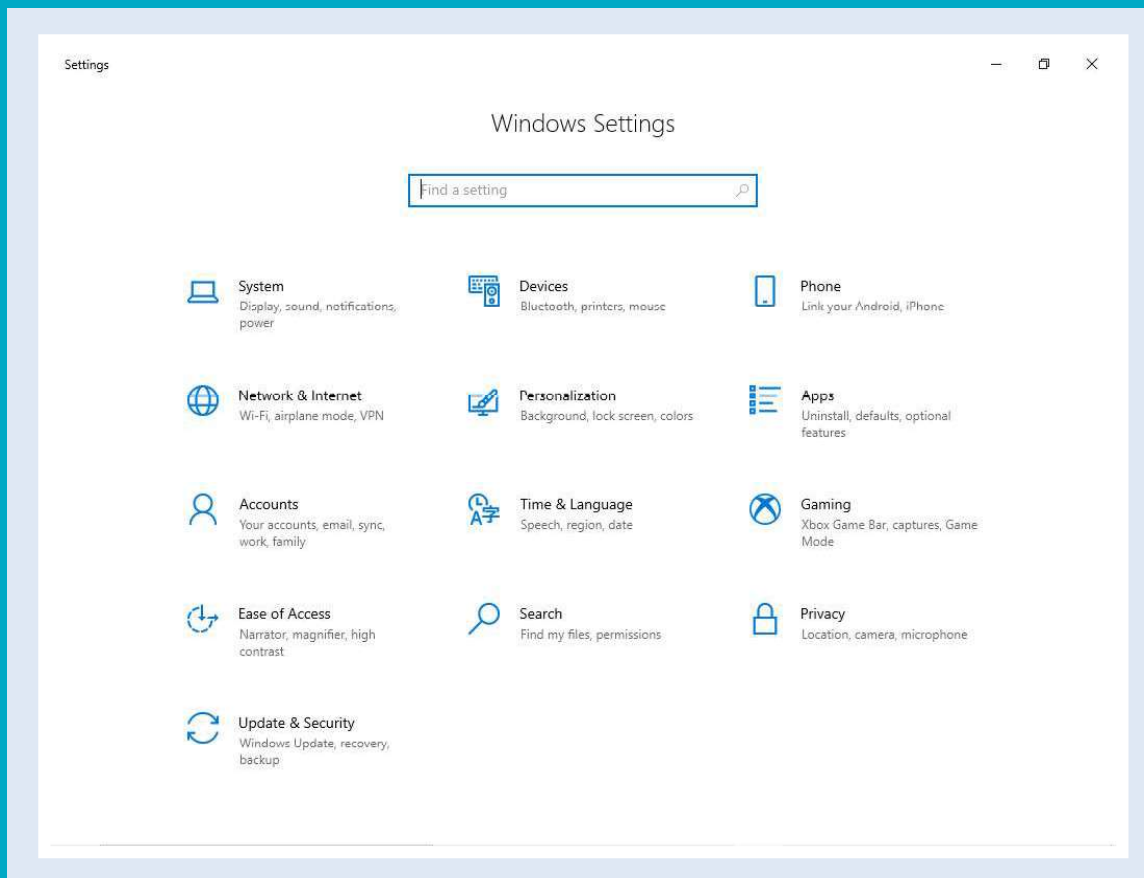 Settings
Windows Settings
Find a setting
System
Display, sound, notifications,
power
Devices
Bluetooth, printers, mouse
Phone
Link your Android, iPhone
Network & Internet
Wi-Fi, airplane mode, VPN
Personalization
Background, lock screen, colors
Apps
Uninstall, defaults, optional
features
Accounts
Your accounts, email, sync,
work, family
Time & Language
Speech, region, date
Gaming
Xbox Game Bar, captures, Game
Mode
Ease of Access
Narrator, magnifier, high
contrast
Search
Find my files, permissions
Privacy
Location, camera, microphone
Update & Security
Windows Update, recovery,
backup